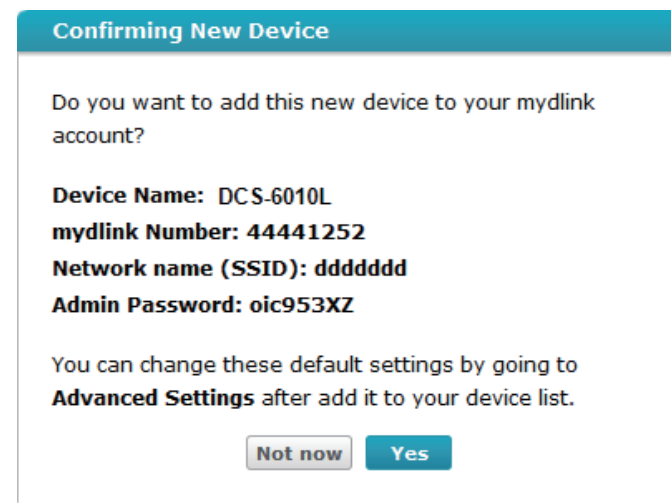 Confirming New Device
Do you want to add this new device to your mydlink
account?
Device Name: DCS-6010L
mydlink Number: 44441252
Network name (SSID): ddddddd
Admin Password: oic953XZ
You can change these default settings by going to
Advanced Settings after add it to your device list.
Not now Yes